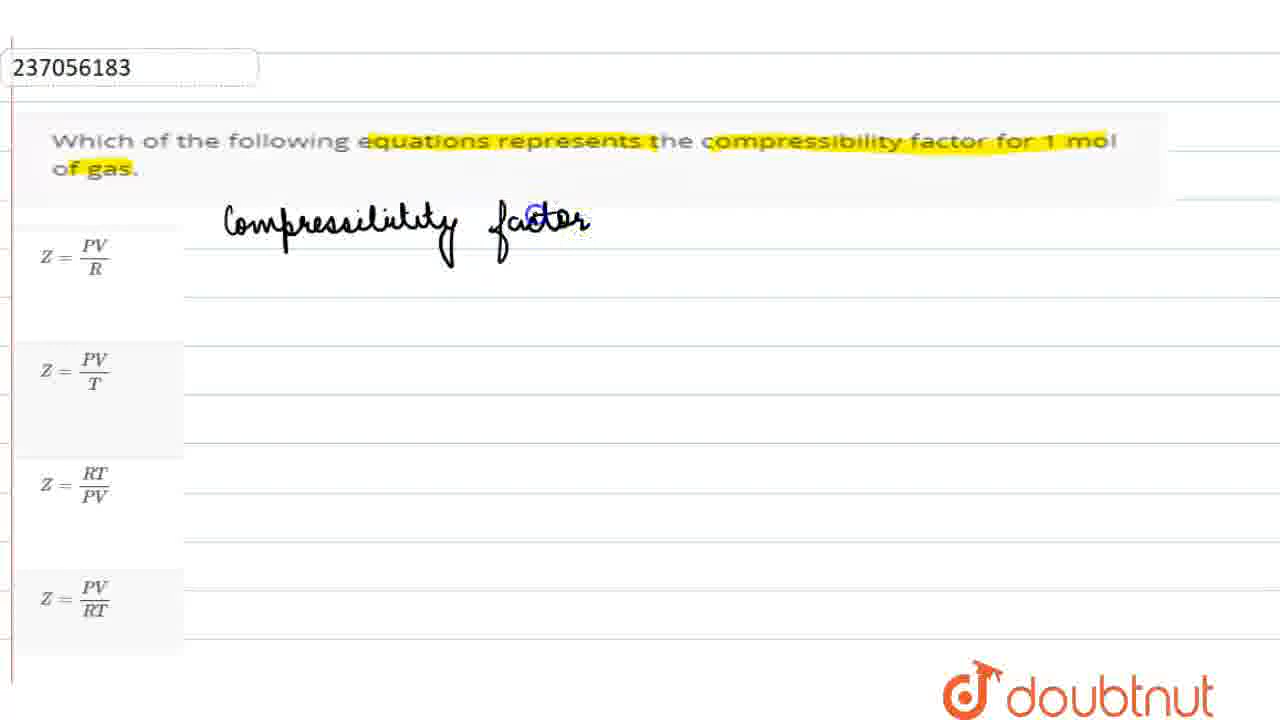 237056183
Which of the following equations represents the compressibility factor for 1 mol
of gas.
Compressibility factor
Z = PV/R
Z = PV/T
Z = RT/PV
Z = PV/RT
doubtnut